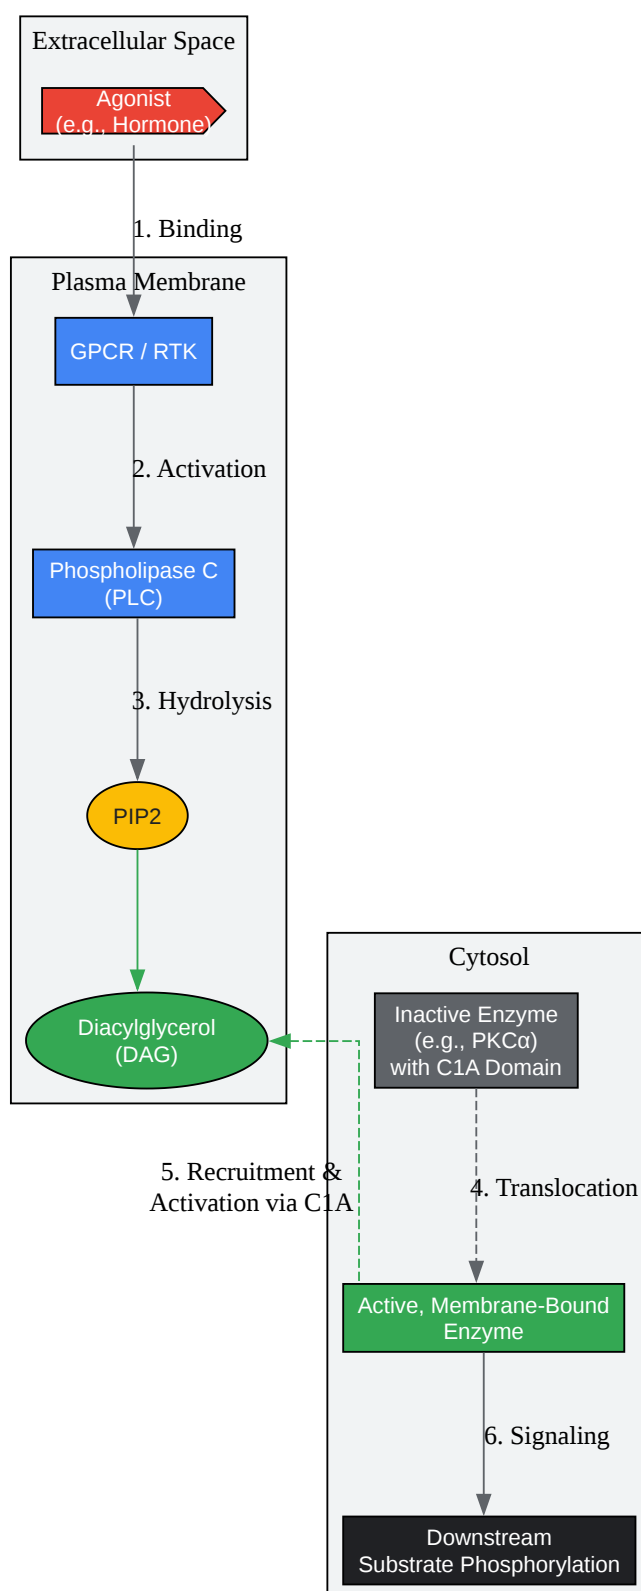 Extracellular Space
Agonist
(e.g., Hormone)
1. Binding
Plasma Membrane
GPCR / RTK
2. Activation
Phospholipase C
(PLC)
3. Hydrolysis
PIP2
Diacylglycerol
(DAG)
Cytosol
Inactive Enzyme
(e.g., PKCα)
with C1A Domain
5. Recruitment &
Activation via C1A
4. Translocation
Active, Membrane-Bound
Enzyme
6. Signaling
Downstream
Substrate Phosphorylation